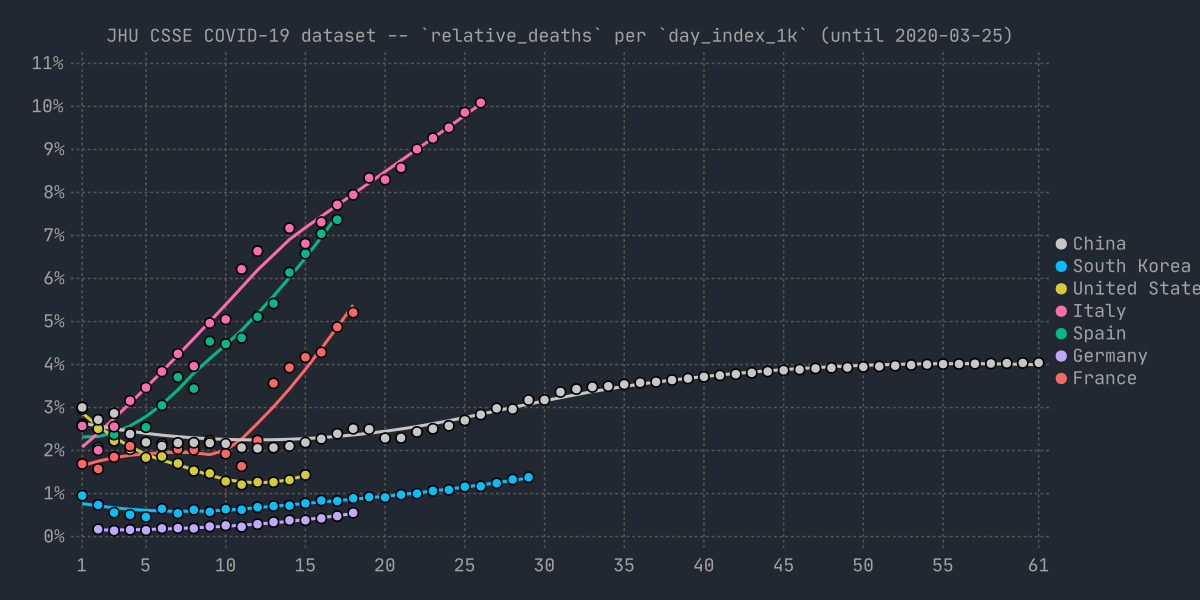 JHU CSSE COVID-19 dataset -- `relative_deaths` per `day_index_1k` (until 2020-03-25)
11%
10%
9%
8%
7%
6%
5%
4%
3%
2%
1%
0%
1 5 10 15 20 25 30 35 40 45 50 55 61
China
South Korea
United State
Italy
Spain
Germany
France